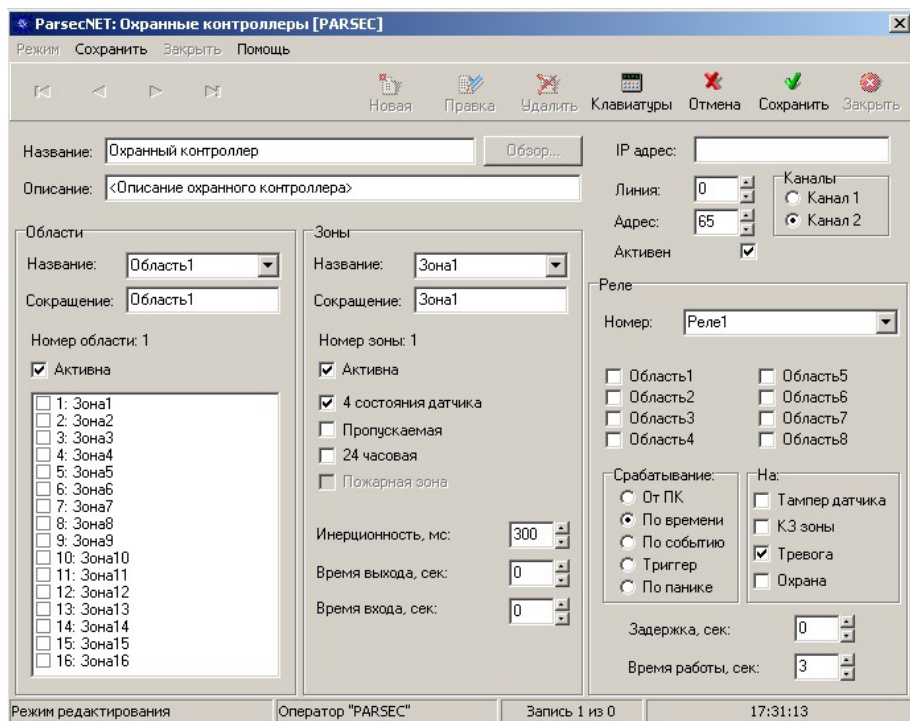 ParsecNET: Охранные контроллеры [PARSEC]
Режим Сохранить Закрыть Помощь
Новая Правка Удалить Клавиатуры Отмена Сохранить Закрыть
Название: Охранный контроллер Обзор...
Описание: <Описание охранного контроллера>
IP адрес:
Линия: 0
Адрес: 65
Активен
Каналы
Канал 1
Канал 2
Области
Название: Область1
Сокращение: Область1
Номер области: 1
Активна
1: Зона1
2: Зона2
3: Зона3
4: Зона4
5: Зона5
6: Зона6
7: Зона7
8: Зона8
9: Зона9
10: Зона10
11: Зона11
12: Зона12
13: Зона13
14: Зона14
15: Зона15
16: Зона16
Зоны
Название: Зона1
Сокращение: Зона1
Номер зоны: 1
Активна
4 состояния датчика
Пропускаемая
24 часовая
Пожарная зона
Инерционность, мс: 300
Время выхода, сек: 0
Время входа, сек: 0
Реле
Номер: Реле1
Область1 Область5
Область2 Область6
Область3 Область7
Область4 Область8
Срабатывание:
От ПК
По времени
По событию
Триггер
По панике
На:
Тампер датчика
КЗ зоны
Тревога
Охрана
Задержка, сек: 0
Время работы, сек: 3
Режим редактирования Оператор "PARSEC" Запись 1 из 0 17:31:13